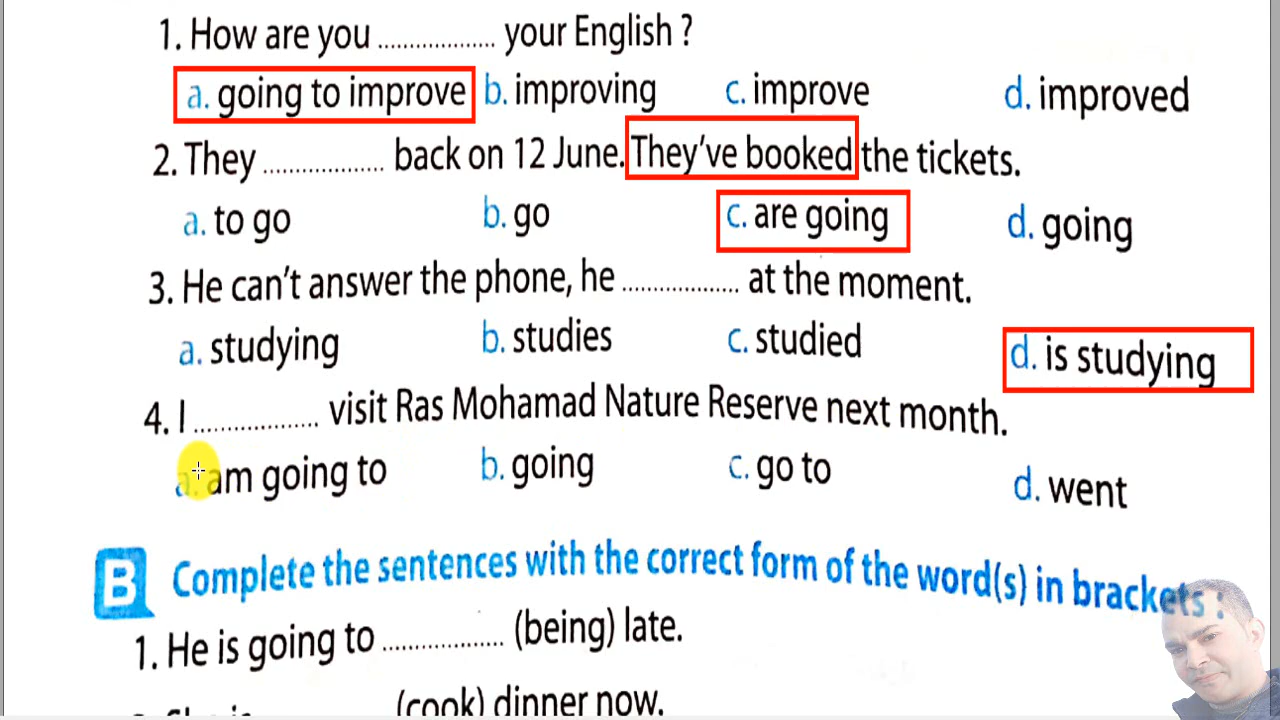 1. How are you ................... your English ?
a. going to improve b. improving c. improve d. improved
2. They ................... back on 12 June. They've booked the tickets.
a. to go b. go c. are going d. going
3. He can't answer the phone, he ................... at the moment.
a. studying b. studies c. studied d. is studying
4. I ................... visit Ras Mohamad Nature Reserve next month.
a. am going to b. going c. go to d. went
B Complete the sentences with the correct form of the word(s) in brackets :
1. He is going to ................... (being) late.
(cook) dinner now.